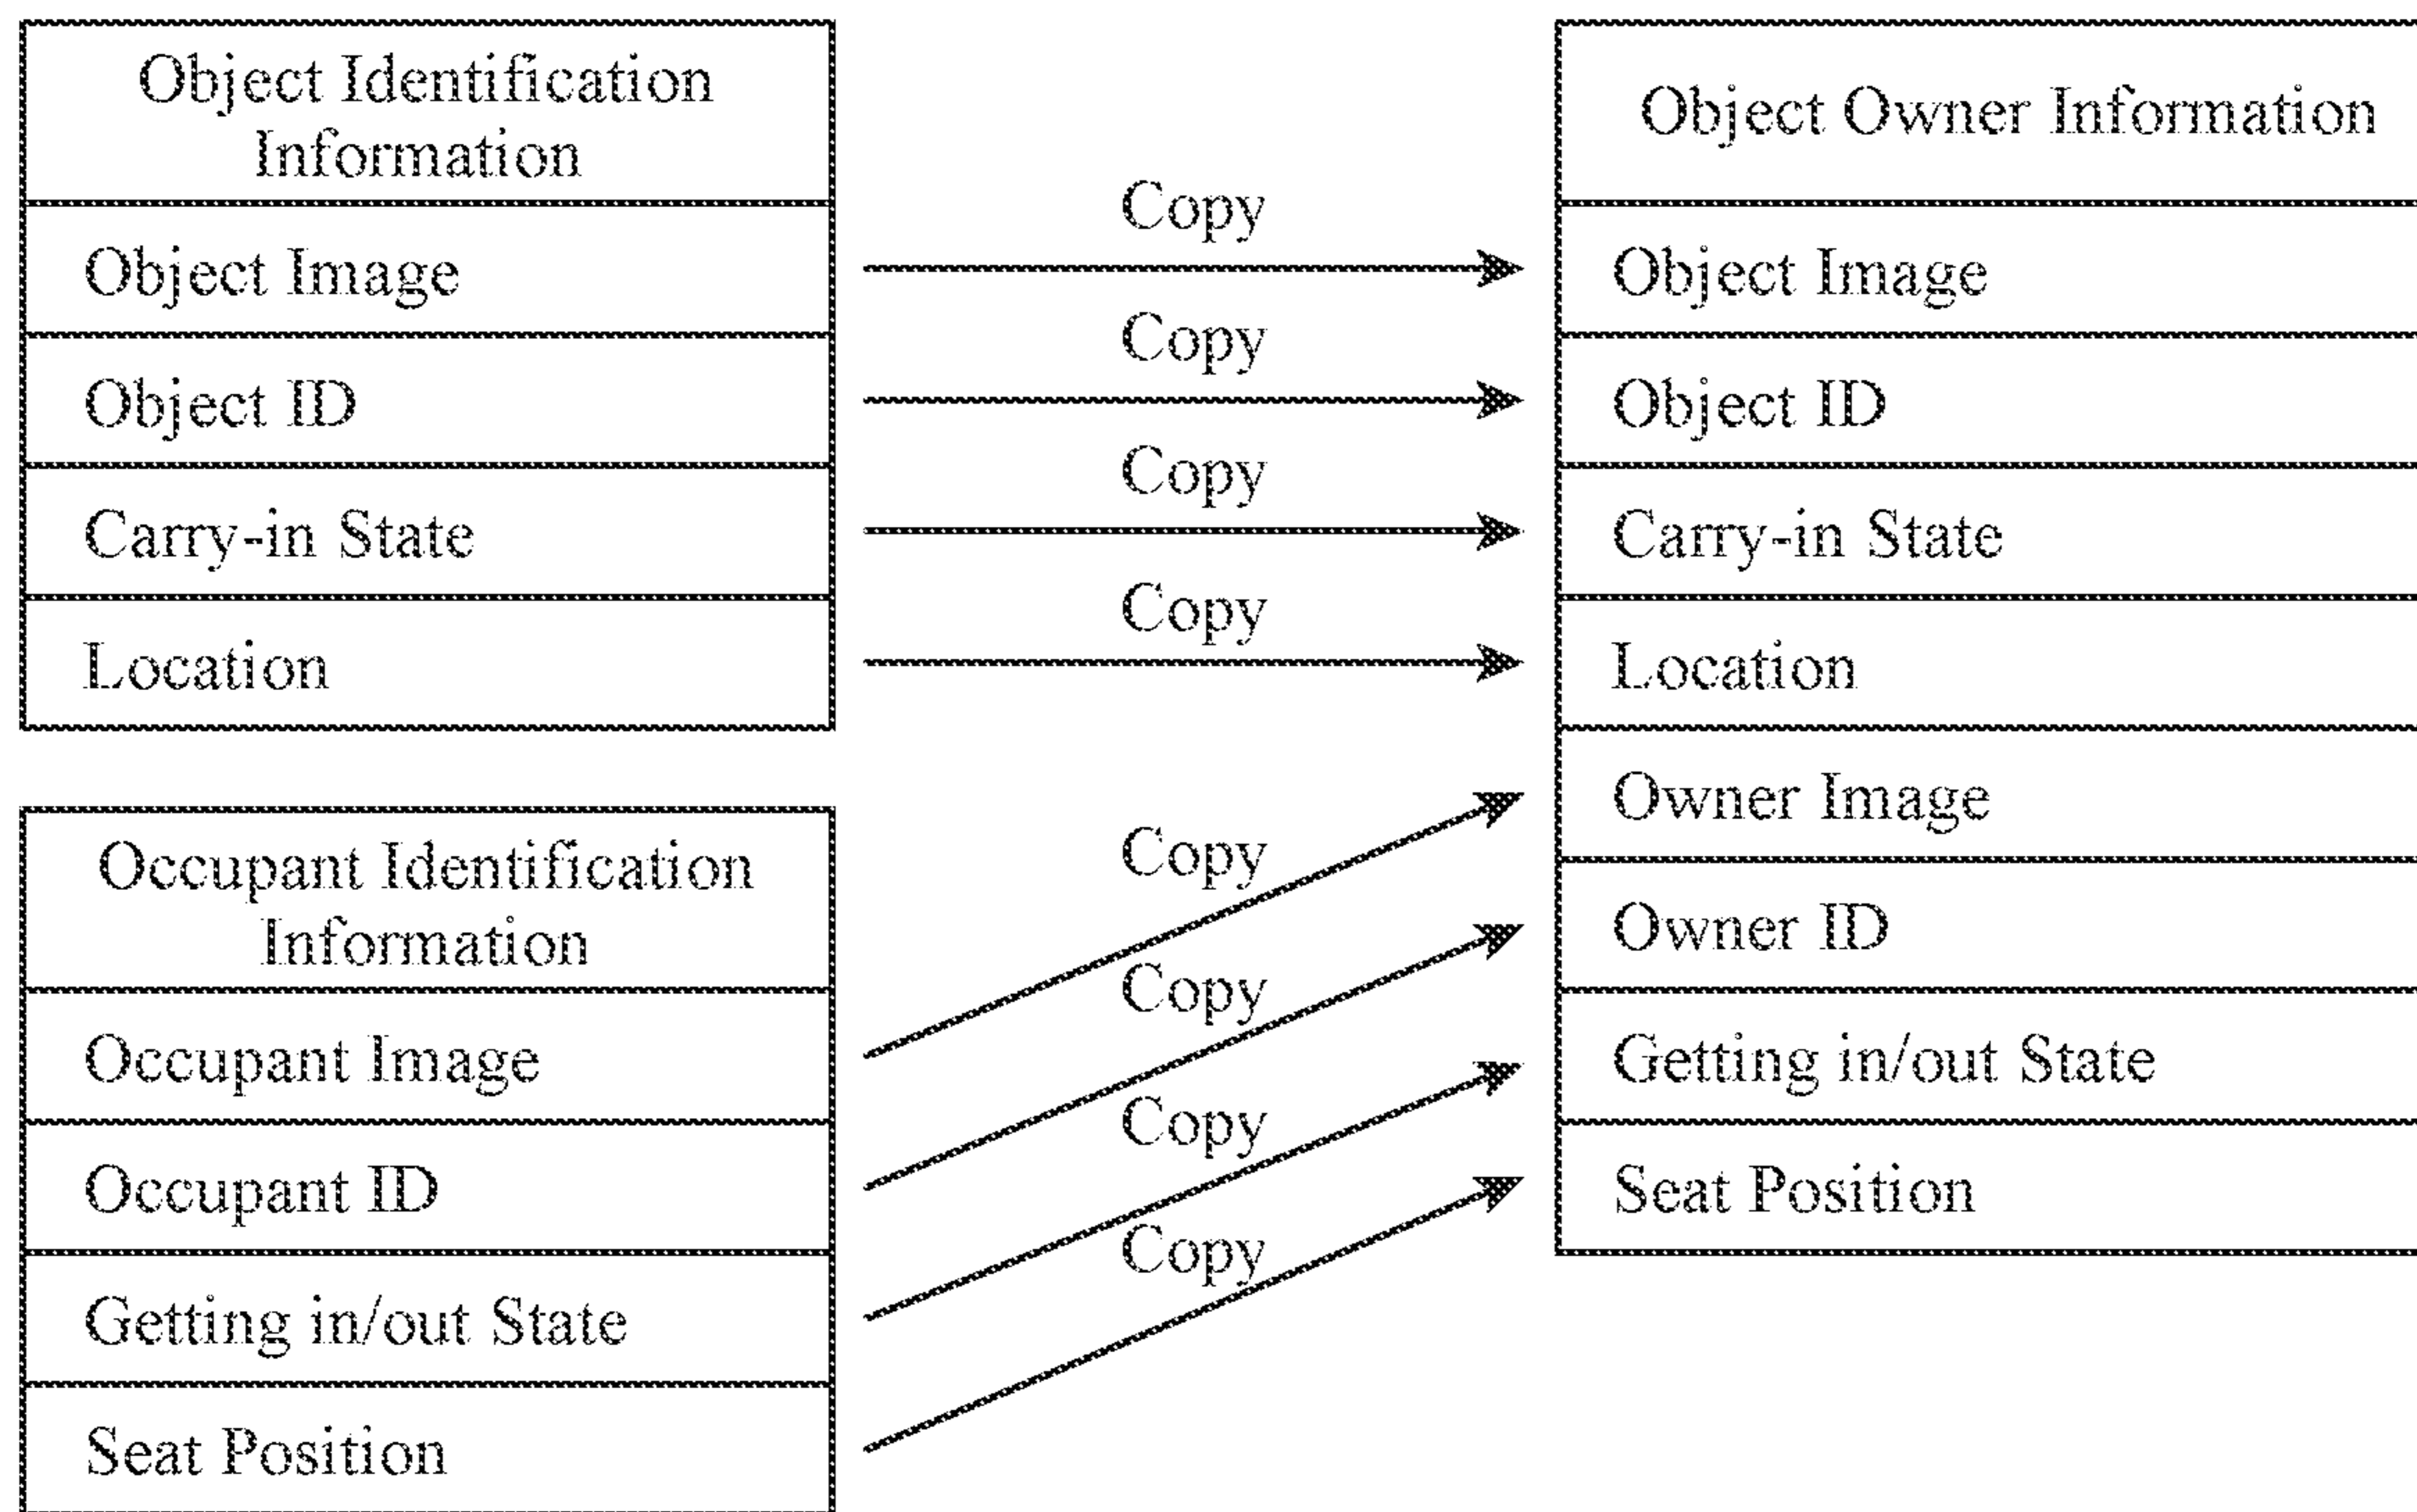 Object Identification
Information
Object Image
Object ID
Carry-in State
Location
Occupant Identification
Information
Occupant Image
Occupant ID
Getting in/out State
Seat Position
Copy
Copy
Copy
Copy
Copy
Copy
Copy
Copy
Object Owner Information
Object Image
Object ID
Carry-in State
Location
Owner Image
Owner ID
Getting in/out State
Seat Position